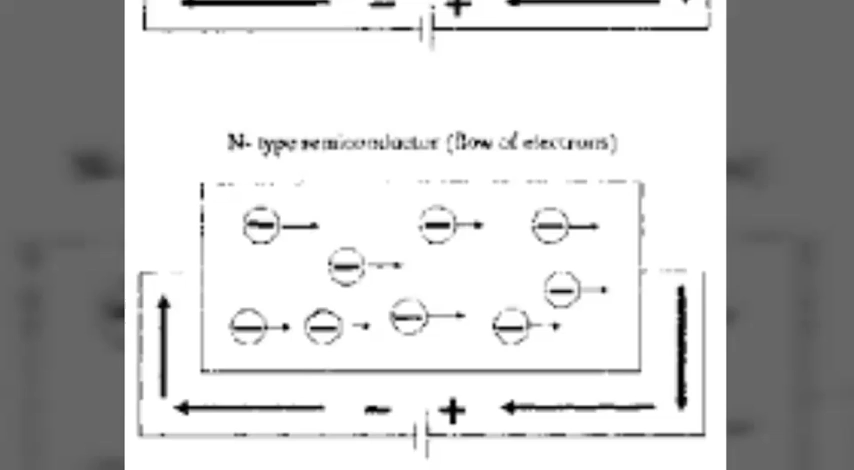 - +
N- type semiconductor (flow of electrons)
- +